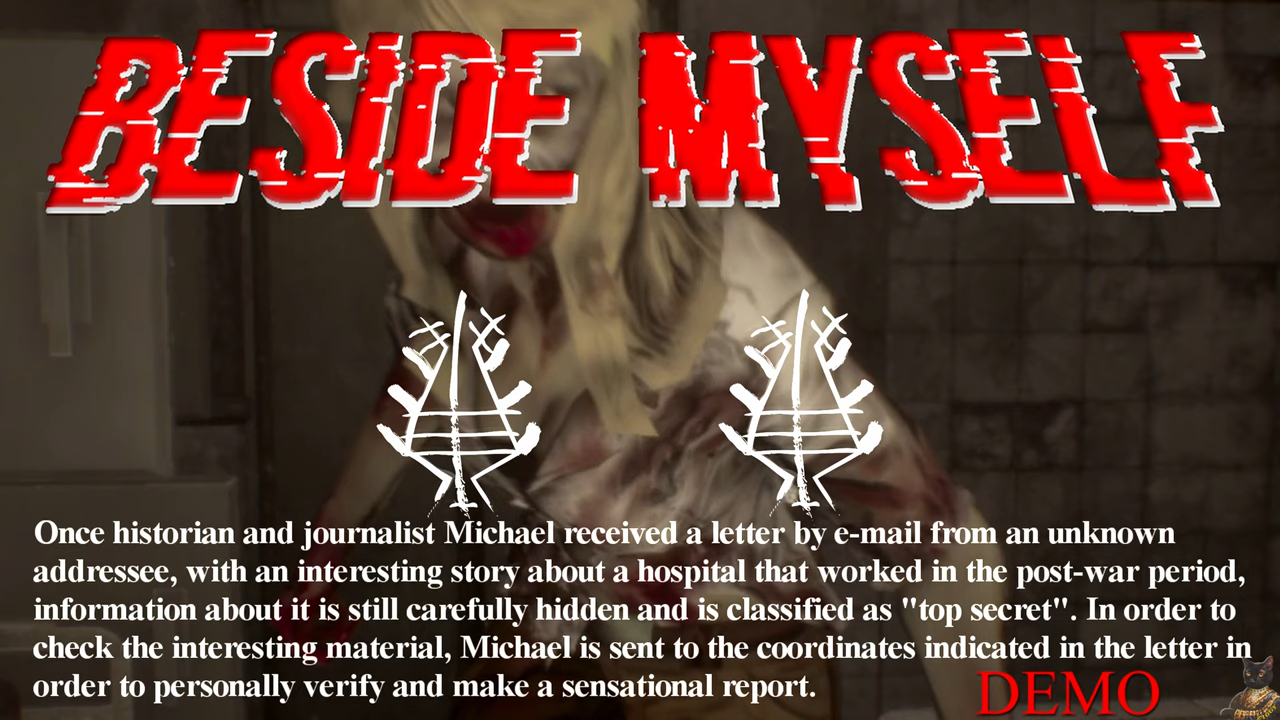 BESIDE MYSELF
Once historian and journalist Michael received a letter by e-mail from an unknown
addressee, with an interesting story about a hospital that worked in the post-war period,
information about it is still carefully hidden and is classified as "top secret". In order to
check the interesting material, Michael is sent to the coordinates indicated in the letter in
order to personally verify and make a sensational report.
DEMO